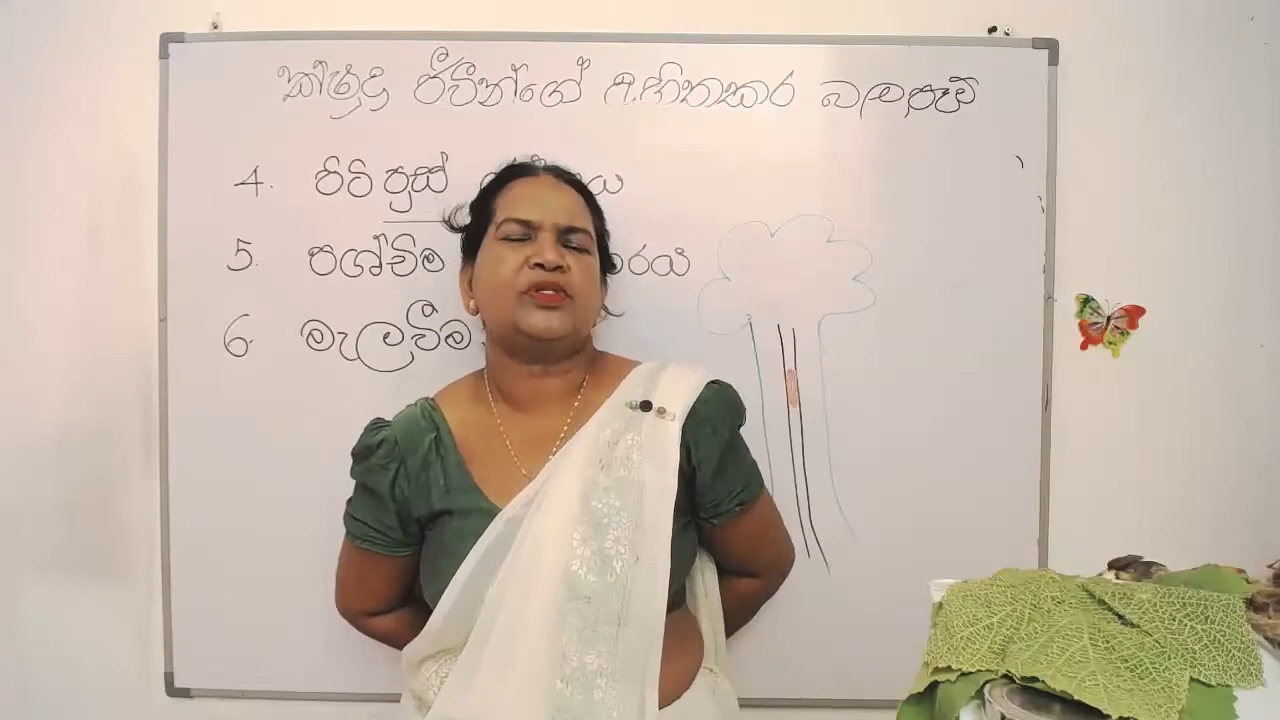 ක්ෂුද්‍ර ජීවීන්ගේ අහිතකර බලපෑම්
4. පිටි පුස්
5. පශ්චිම
6. මැලවීම